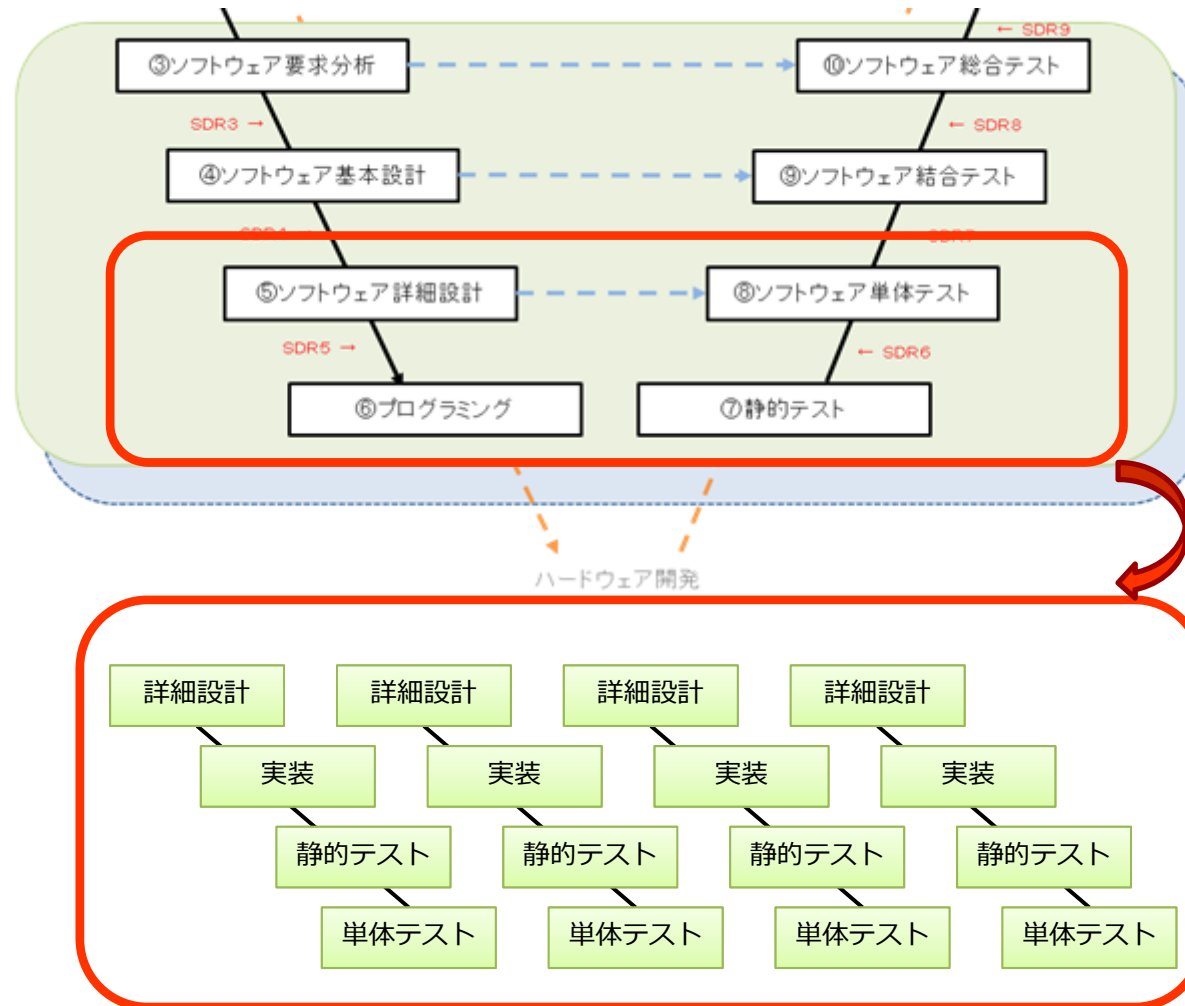 ← SDR9
③ソフトウェア要求分析
⑩ソフトウェア総合テスト
SDR3 →
← SDR8
④ソフトウェア基本設計
⑨ソフトウェア結合テスト
⑤ソフトウェア詳細設計
⑧ソフトウェア単体テスト
SDR5 →
← SDR6
⑥プログラミング
⑦静的テスト
ハードウェア開発
詳細設計
詳細設計
詳細設計
詳細設計
実装
実装
実装
実装
静的テスト
静的テスト
静的テスト
静的テスト
単体テスト
単体テスト
単体テスト
単体テスト